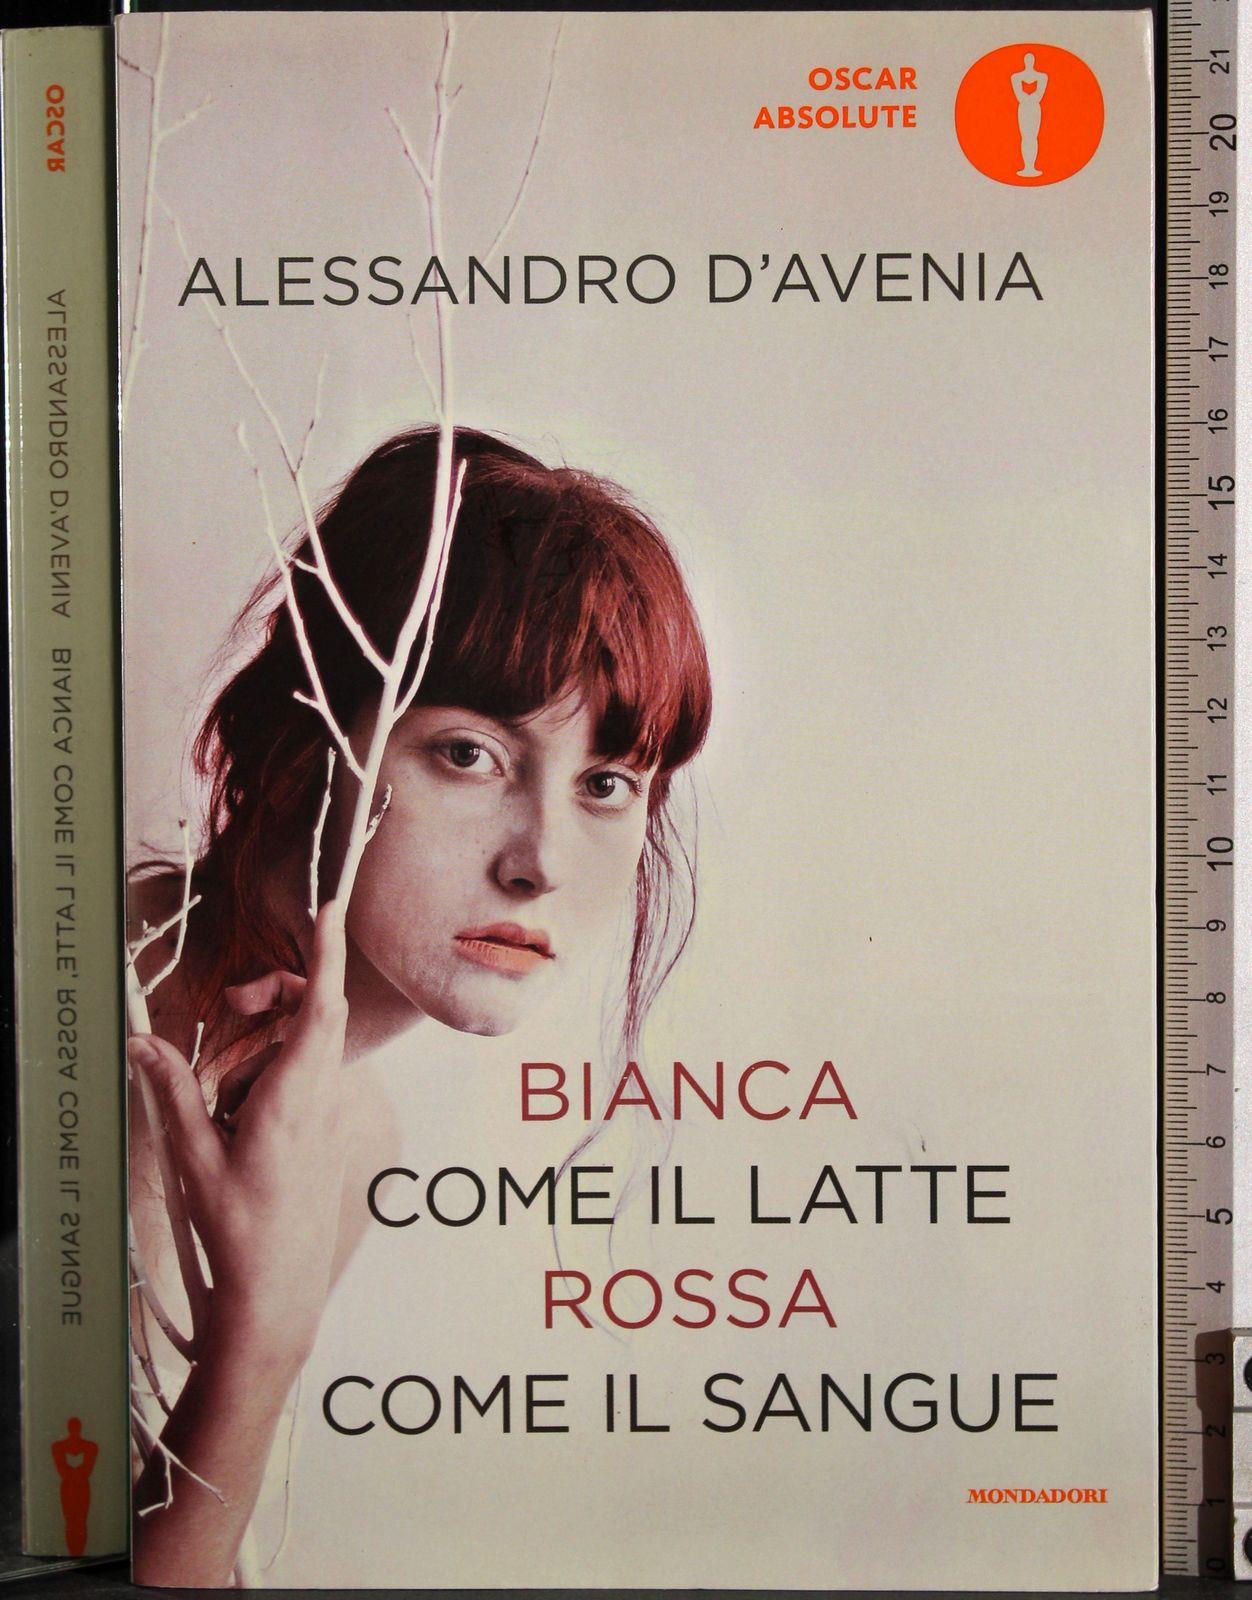 OSCAR
ABSOLUTE
ALESSANDRO D'AVENIA
BIANCA
COME IL LATTE
ROSSA
COME IL SANGUE
MONDADORI
OSCAR ALESSANDRO D'AVENIA BIANCA COME IL LATTE, ROSSA COME IL SANGUE
21
20
19
18
17
16
15
14
13
12
11
10
9
8
7
6
5
4
3
2
1
0